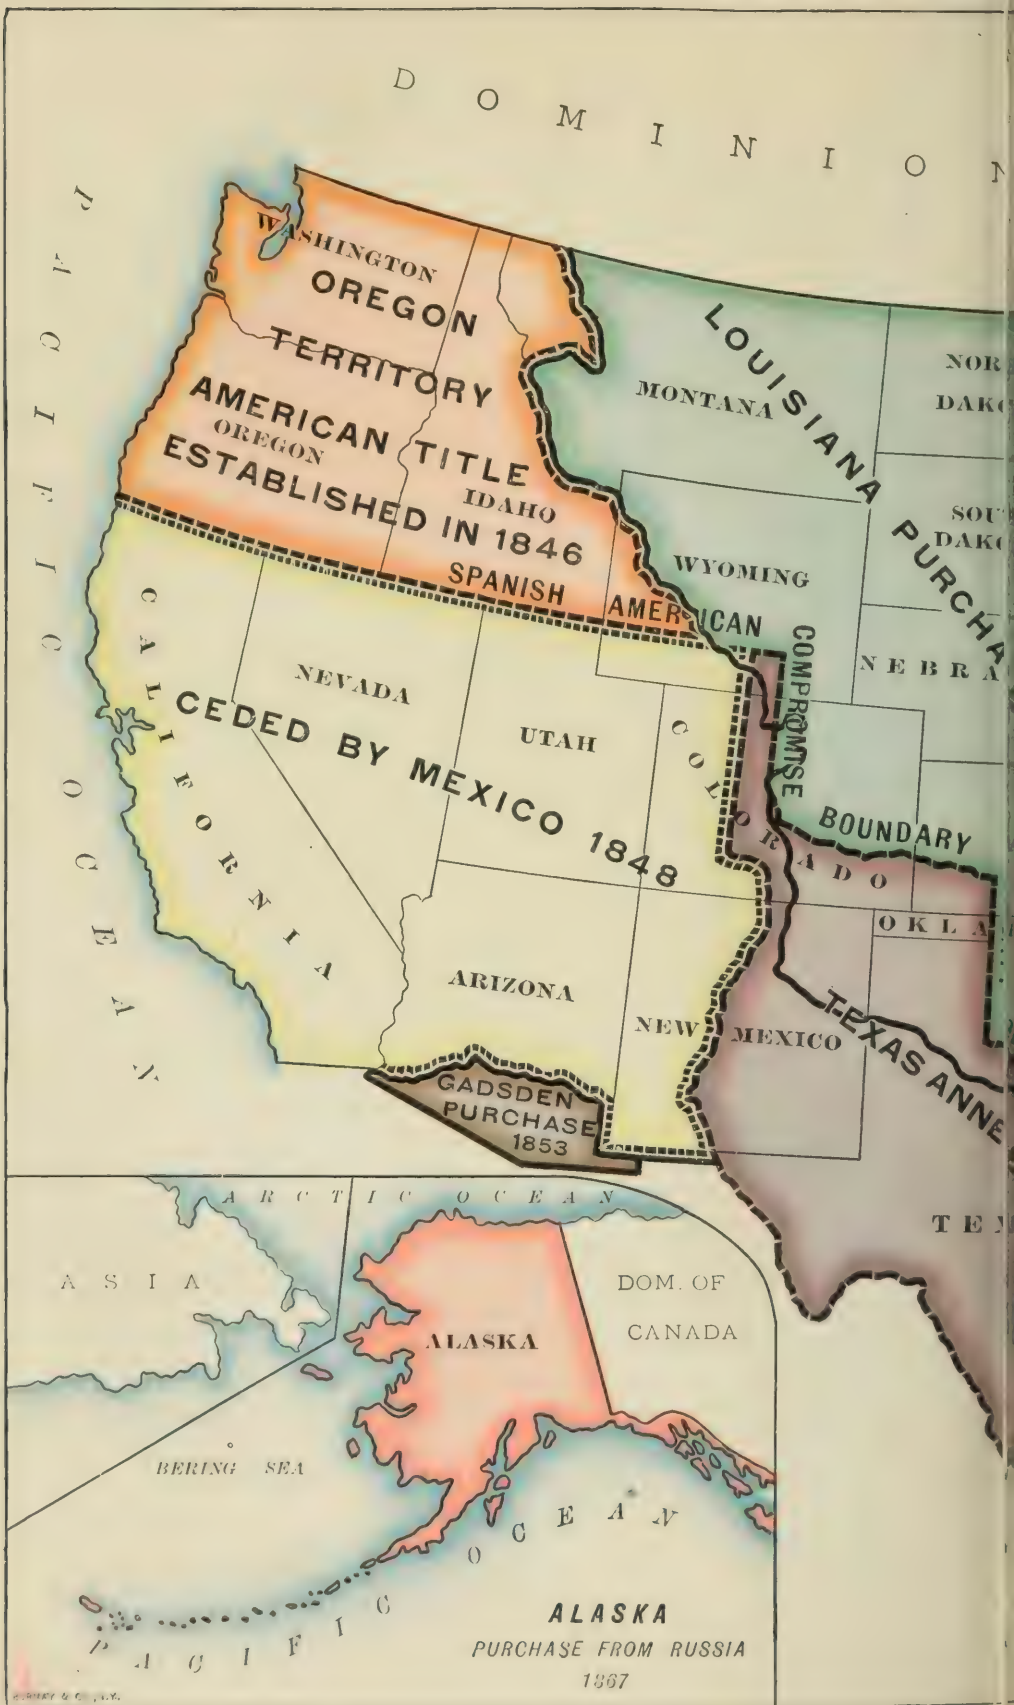 DOMINION
PACIFIC OCEAN
WASHINGTON
OREGON
TERRITORY
AMERICAN TITLE
OREGON
ESTABLISHED IN 1846
IDAHO
LOUISIANA PURCHA
MONTANA
NOR
DAK
SOU
DAK
WYOMING
NEBRA
SPANISH AMERICAN
COMPROMISE
BOUNDARY
CALIFORNIA
NEVADA
UTAH
COLORADO
CEDED BY MEXICO 1848
OKLA
ARIZONA
NEW MEXICO
TEXAS ANNE
TEX
GADSDEN
PURCHASE
1853
ARCTIC OCEAN
ASIA
DOM. OF
CANADA
ALASKA
BERING SEA
PACIFIC OCEAN
ALASKA
PURCHASE FROM RUSSIA
1867